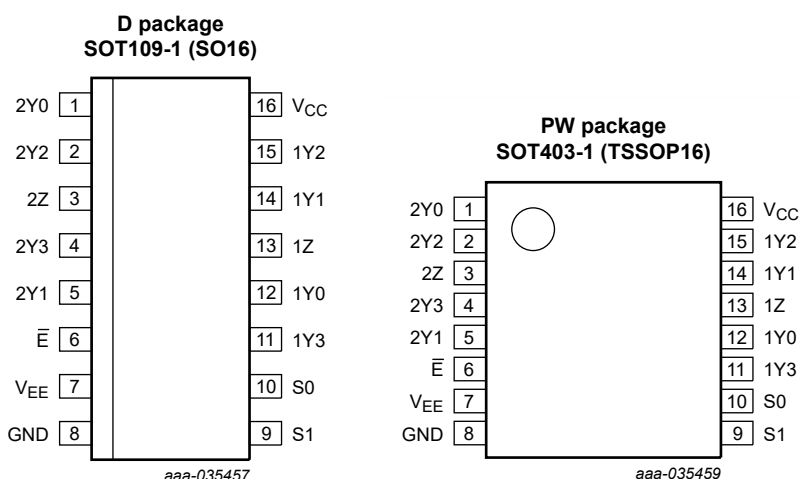 D package
SOT109-1 (SO16)
2Y0 1 16 VCC
2Y2 2 15 1Y2
2Z 3 14 1Y1
2Y3 4 13 1Z
2Y1 5 12 1Y0
E̅ 6 11 1Y3
VEE 7 10 S0
GND 8 9 S1
aaa-035457
PW package
SOT403-1 (TSSOP16)
2Y0 1 16 VCC
2Y2 2 15 1Y2
2Z 3 14 1Y1
2Y3 4 13 1Z
2Y1 5 12 1Y0
E̅ 6 11 1Y3
VEE 7 10 S0
GND 8 9 S1
aaa-035459